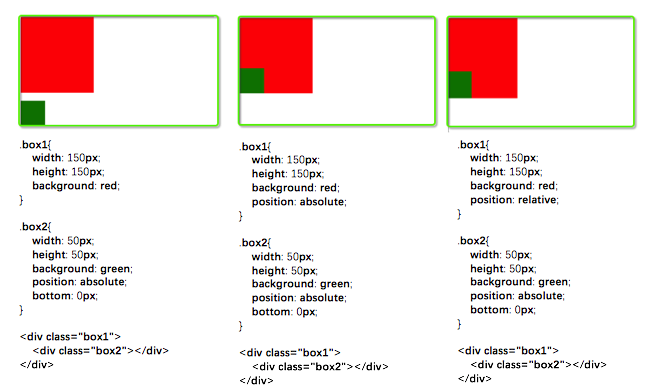 .box1{
width: 150px;
height: 150px;
background: red;
}
.box2{
width: 50px;
height: 50px;
background: green;
position: absolute;
bottom: 0px;
}
<div class="box1">
<div class="box2"></div>
</div>
.box1{
width: 150px;
height: 150px;
background: red;
position: absolute;
}
.box2{
width: 50px;
height: 50px;
background: green;
position: absolute;
bottom: 0px;
}
<div class="box1">
<div class="box2"></div>
</div>
.box1{
width: 150px;
height: 150px;
background: red;
position: relative;
}
.box2{
width: 50px;
height: 50px;
background: green;
position: absolute;
bottom: 0px;
}
<div class="box1">
<div class="box2"></div>
</div>